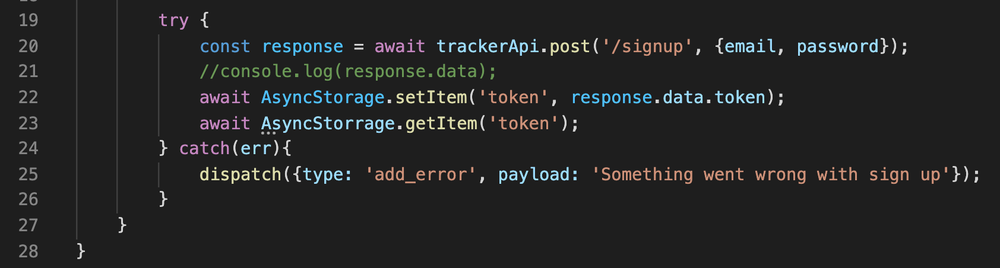 19 try {
20 const response = await trackerApi.post('/signup', {email, password});
21 //console.log(response.data);
22 await AsyncStorage.setItem('token', response.data.token);
23 await AsyncStorrage.getItem('token');
24 } catch(err){
25 dispatch({type: 'add_error', payload: 'Something went wrong with sign up'});
26 }
27 }
28 }